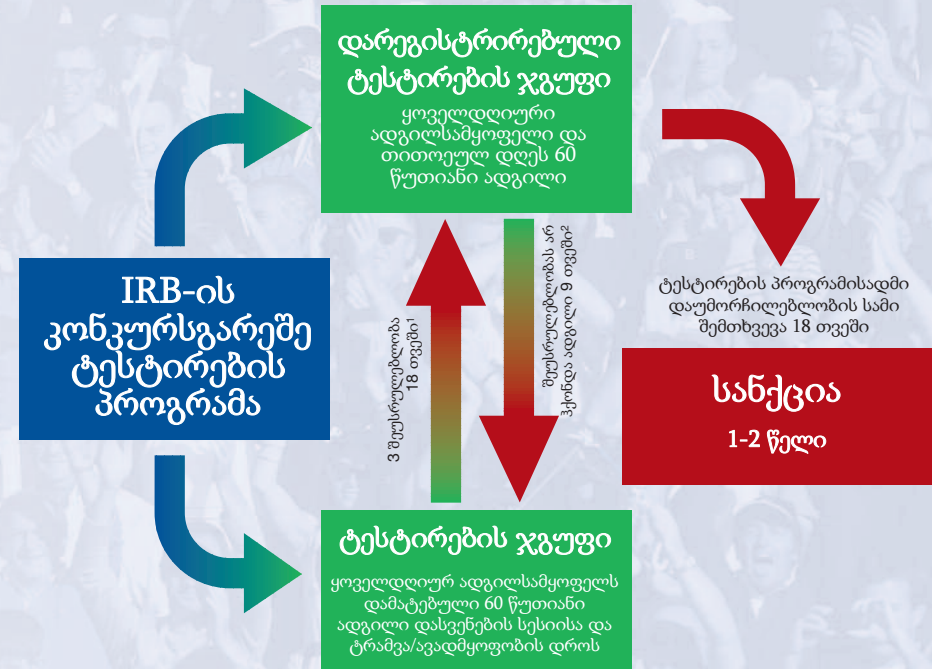 დარეგისტრირებული
ტესტირების ჯგუფი
ყოველდღიური
ადგილსამყოფელი და
თითოეულ დღეს 60
წუთიანი ადგილი
IRB-ის
კონკურსგარეშე
ტესტირების
პროგრამა
3 შეუსრულებლობა
18 თვეში¹
შეუსრულებლობას არ
ჰქონდა ადგილი 9 თვეში²
ტესტირების პროგრამისადმი
დაუმორჩილებლობის სამი
შემთხვევა 18 თვეში
სანქცია
1-2 წელი
ტესტირების ჯგუფი
ყოველდღიურ ადგილსამყოფელს
დამატებული 60 წუთიანი
ადგილი დასვენების სესიისა და
ტრამვა/ავადმყოფობის დროს